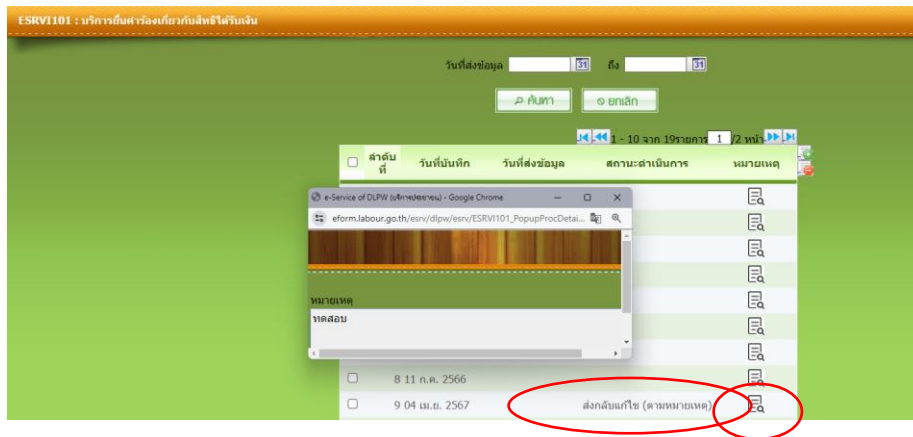 ESRVI101 : บริการยื่นคำร้องเกี่ยวกับสิทธิได้รับเงิน
วันที่ส่งข้อมูล 31 ถึง 31
ค้นหา ยกเลิก
1 - 10 จาก 19รายการ 1 /2 หน้า
ลำดับที่ วันที่บันทึก วันที่ส่งข้อมูล สถานะดำเนินการ หมายเหตุ
e-Service of DLPW (บริการประชาชน) - Google Chrome
eform.labour.go.th/esrv/dlpw/esrv/ESRVI101_PopupProcDetai...
หมายเหตุ
ทดสอบ
8 11 ก.ค. 2566
9 04 เม.ย. 2567 ส่งกลับแก้ไข (ตามหมายเหตุ)